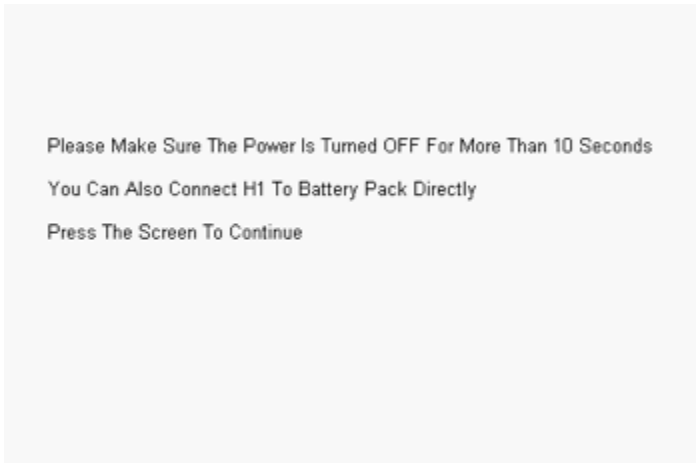 Please Make Sure The Power Is Turned OFF For More Than 10 Seconds
You Can Also Connect H1 To Battery Pack Directly
Press The Screen To Continue